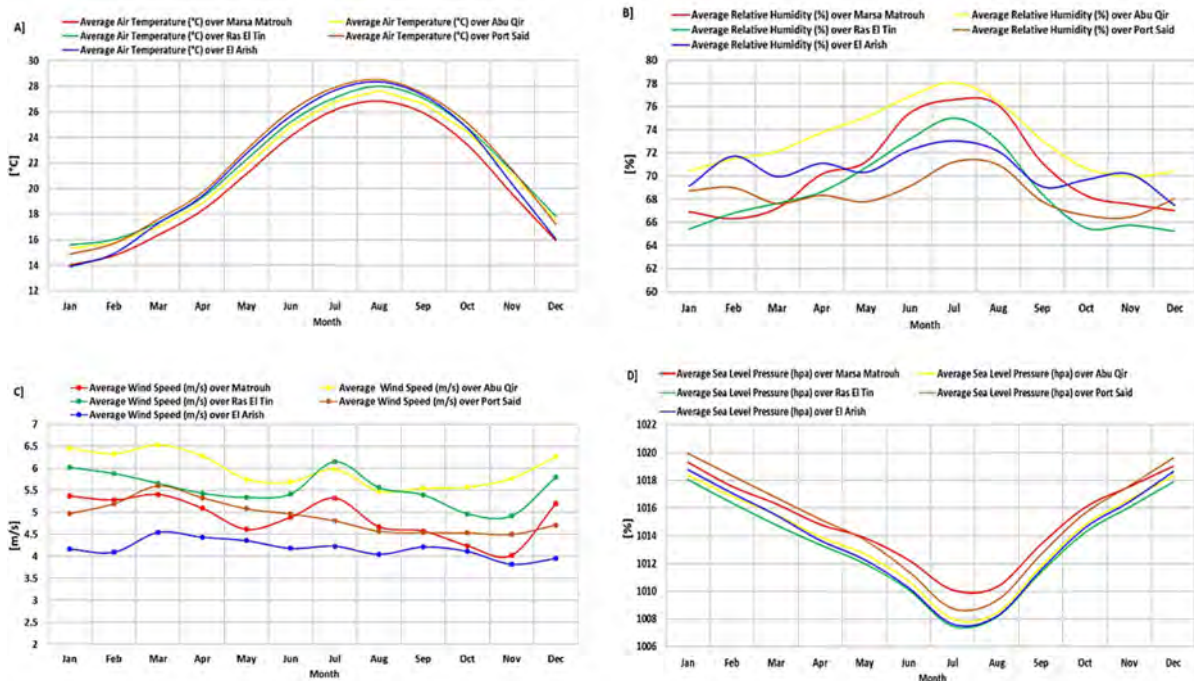 A]
Average Air Temperature (°C) over Marsa Matrouh
Average Air Temperature (°C) over Abu Qir
Average Air Temperature (°C) over Ras El Tin
Average Air Temperature (°C) over Port Said
Average Air Temperature (°C) over El Arish
[°C]
30
28
26
24
22
20
18
16
14
12
Jan Feb Mar Apr May Jun Jul Aug Sep Oct Nov Dec
Month
B]
Average Relative Humidity (%) over Marsa Matrouh
Average Relative Humidity (%) over Abu Qir
Average Relative Humidity (%) over Ras El Tin
Average Relative Humidity (%) over Port Said
Average Relative Humidity (%) over El Arish
[%]
80
78
76
74
72
70
68
66
64
62
60
Jan Feb Mar Apr May Jun Jul Aug Sep Oct Nov Dec
Month
C]
Average Wind Speed (m/s) over Matrouh
Average Wind Speed (m/s) over Abu Qir
Average Wind Speed (m/s) over Ras El Tin
Average Wind Speed (m/s) over Port Said
Average Wind Speed (m/s) over El Arish
[m/s]
7
6.5
6
5.5
5
4.5
4
3.5
3
2.5
2
Jan Feb Mar Apr May Jun Jul Aug Sep Oct Nov Dec
Month
D]
Average Sea Level Pressure (hpa) over Marsa Matrouh
Average Sea Level Pressure (hpa) over Abu Qir
Average Sea Level Pressure (hpa) over Ras El Tin
Average Sea Level Pressure (hpa) over Port Said
Average Sea Level Pressure (hpa) over El Arish
[%]
1022
1020
1018
1016
1014
1012
1010
1008
1006
Jan Feb Mar Apr May Jun Jul Aug Sep Oct Nov Dec
Month